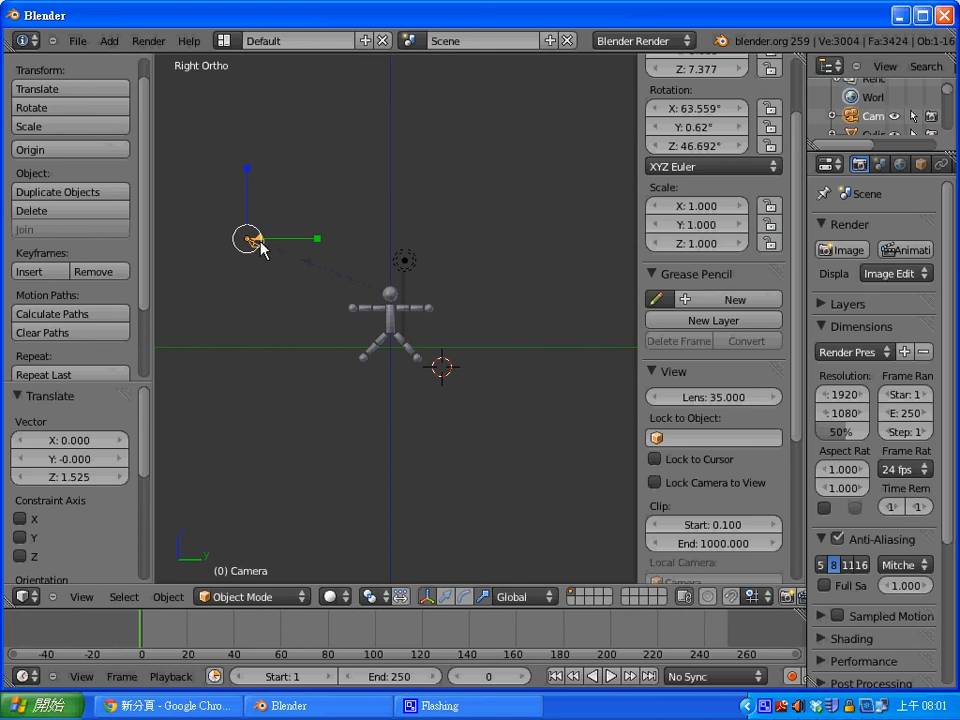 Blender
File Add Render Help Default Scene Blender Render blender.org 259 | Ve:3004 | Fa:3424 | Ob:1-16
Transform:
Translate
Rotate
Scale
Origin
Object:
Duplicate Objects
Delete
Join
Keyframes:
Insert Remove
Motion Paths:
Calculate Paths
Clear Paths
Repeat:
Repeat Last
Translate
Vector
X: 0.000
Y: -0.000
Z: 1.525
Constraint Axis
X
Y
Z
Orientation
Right Ortho
y
(0) Camera
Z: 7.377
Rotation:
X: 63.559°
Y: 0.62°
Z: 46.692°
XYZ Euler
Scale:
X: 1.000
Y: 1.000
Z: 1.000
Grease Pencil
New
New Layer
Delete Frame Convert
View
Lens: 35.000
Lock to Object:
Lock to Cursor
Lock Camera to View
Clip:
Start: 0.100
End: 1000.000
Local Camera:
View Search
Worl
Cam
Scene
Render
Image Animati
Displa Image Edit
Layers
Dimensions
Render Pres
Resolution: Frame Ran
: 1920 Star: 1
: 1080 E: 250
50% Step: 1
Aspect Rat Frame Rat
1.000 24 fps
1.000 Time Rem
1 1
Anti-Aliasing
5 8 11 16 Mitche
Full Sa 1.000
Sampled Motion
Shading
Performance
Post Processing
View Select Object Object Mode Global
-40 -20 0 20 40 60 80 100 120 140 160 180 200 220 240 260
View Frame Playback Start: 1 End: 250 0 No Sync
開始 新分頁 - Google Chro... Blender Flashing 上午 08:01